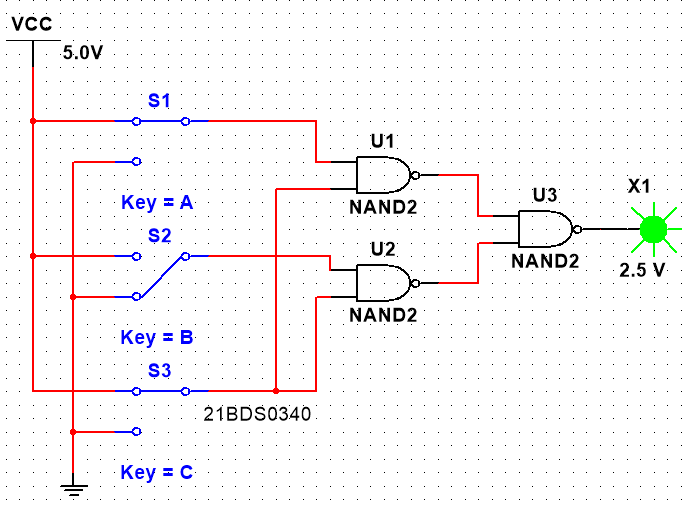 VCC
5.0V
S1
U1
Key = A
NAND2
U3
X1
S2
U2
NAND2
2.5 V
NAND2
Key = B
S3
21BDS0340
Key = C